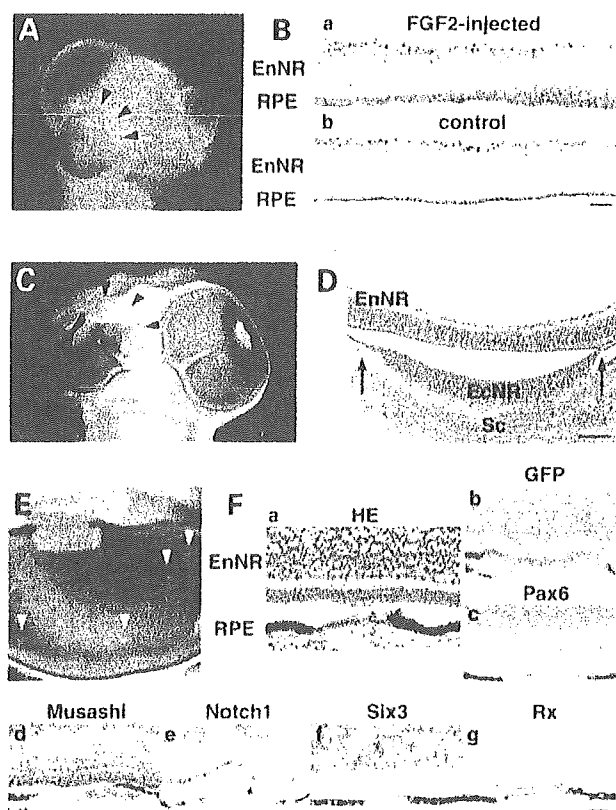 A
B
a FGF2-injected
EnNR
RPE
b control
EnNR
RPE
C
D
EnNR
EcNR
Sc
E
F
a HE
EnNR
RPE
GFP
b
Pax6
c
Musashi Notch1 Six3 Rx
d e f g